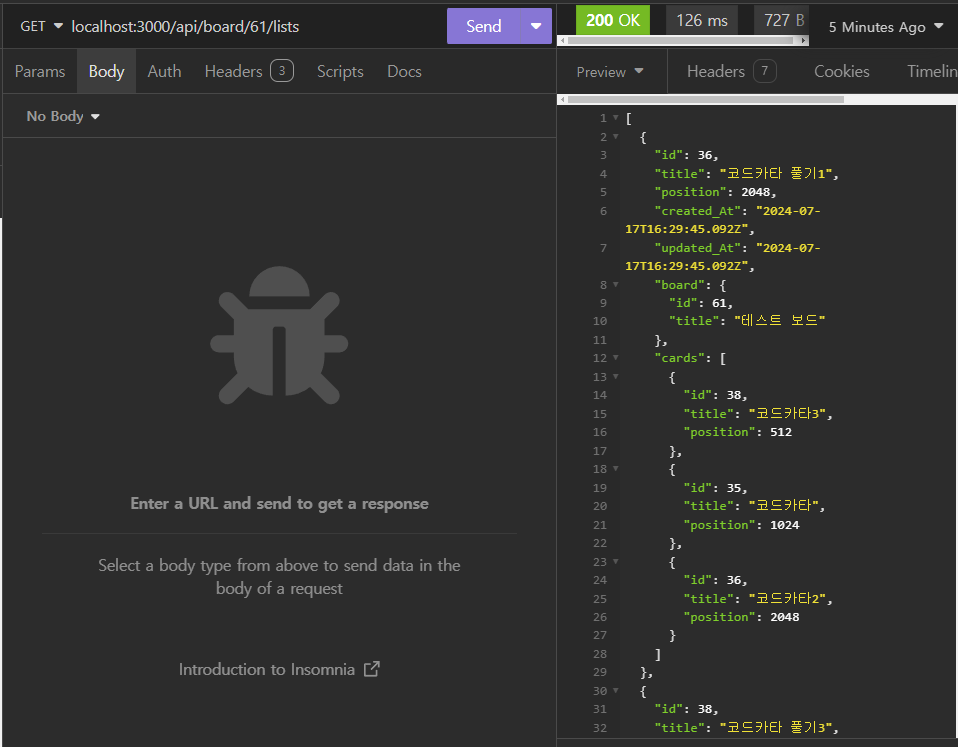 GET localhost:3000/api/board/61/lists Send
200 OK 126 ms 727 B 5 Minutes Ago
Params Body Auth Headers 3 Scripts Docs
Preview Headers 7 Cookies Timelin
No Body
Enter a URL and send to get a response
Select a body type from above to send data in the
body of a request
Introduction to Insomnia
1 [
2 {
3 "id": 36,
4 "title": "코드카타 풀기1",
5 "position": 2048,
6 "created_At": "2024-07-
17T16:29:45.092Z",
7 "updated_At": "2024-07-
17T16:29:45.092Z",
8 "board": {
9 "id": 61,
10 "title": "테스트 보드"
11 },
12 "cards": [
13 {
14 "id": 38,
15 "title": "코드카타3",
16 "position": 512
17 },
18 {
19 "id": 35,
20 "title": "코드카타",
21 "position": 1024
22 },
23 {
24 "id": 36,
25 "title": "코드카타2",
26 "position": 2048
27 }
28 ]
29 },
30 {
31 "id": 38,
32 "title": "코드카타 풀기3",